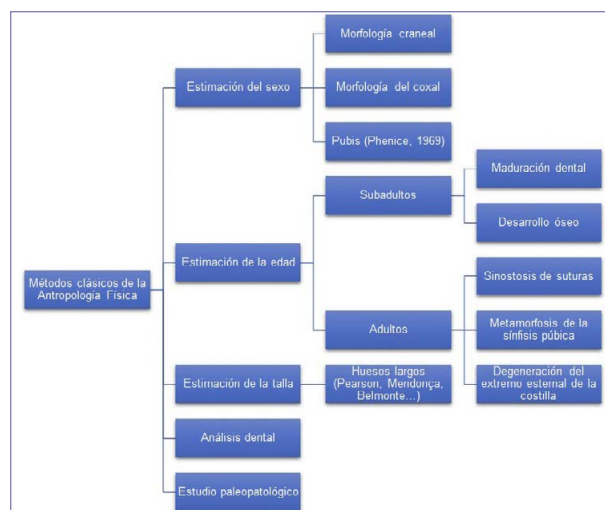 Métodos clásicos de la
Antropología Física
Estimación del sexo
Morfología craneal
Morfología del coxal
Pubis (Phenice, 1969)
Estimación de la edad
Subadultos
Maduración dental
Desarrollo óseo
Adultos
Sinostosis de suturas
Metamorfosis de la
sínfisis púbica
Degeneración del
extremo esternal de la
costilla
Estimación de la talla
Huesos largos
(Pearson, Mendonça,
Belmonte...)
Análisis dental
Estudio paleopatológico